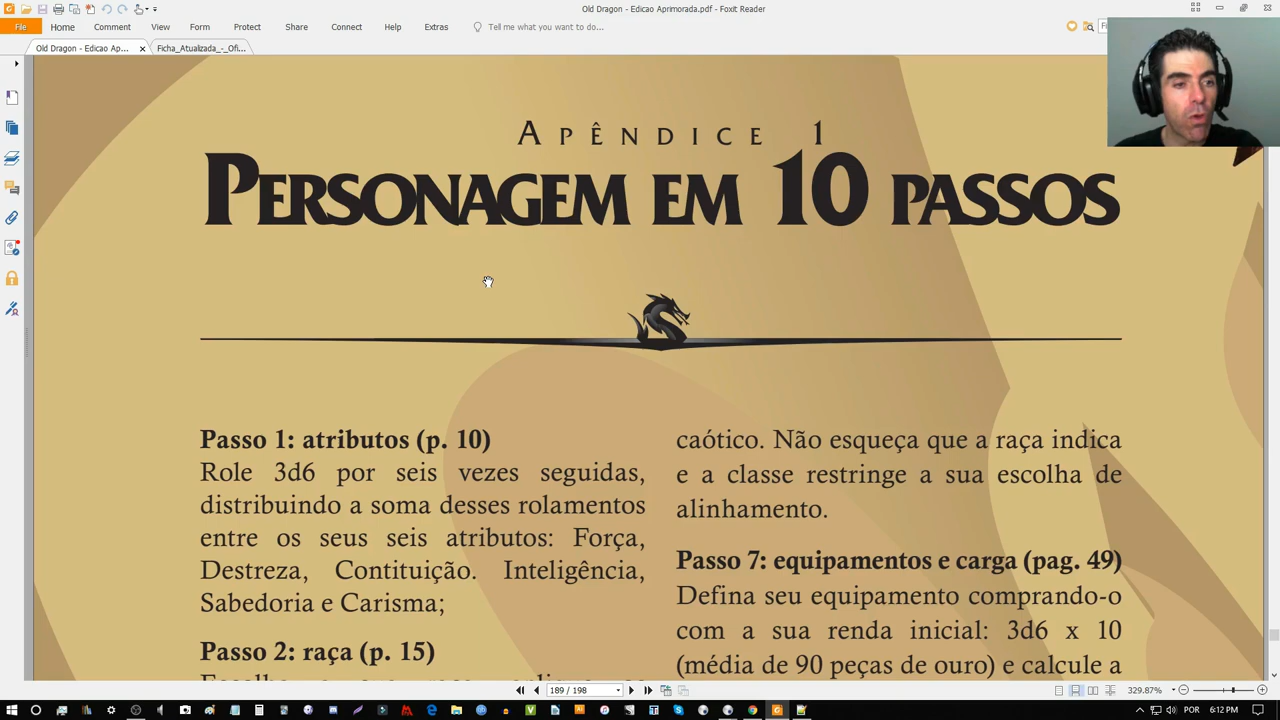 Old Dragon - Edicao Aprimorada.pdf - Foxit Reader
File Home Comment View Form Protect Share Connect Help Extras Tell me what you want to do...
Old Dragon - Edicao Ap... Ficha_Atualizada_-_Ofi...
APÊNDICE 1
PERSONAGEM EM 10 PASSOS
Passo 1: atributos (p. 10)
Role 3d6 por seis vezes seguidas,
distribuindo a soma desses rolamentos
entre os seus seis atributos: Força,
Destreza, Contituição. Inteligência,
Sabedoria e Carisma;
Passo 2: raça (p. 15)
caótico. Não esqueça que a raça indica
e a classe restringe a sua escolha de
alinhamento.
Passo 7: equipamentos e carga (pag. 49)
Defina seu equipamento comprando-o
com a sua renda inicial: 3d6 x 10
(média de 90 peças de ouro) e calcule a
189 / 198
329.87%
POR 6:12 PM